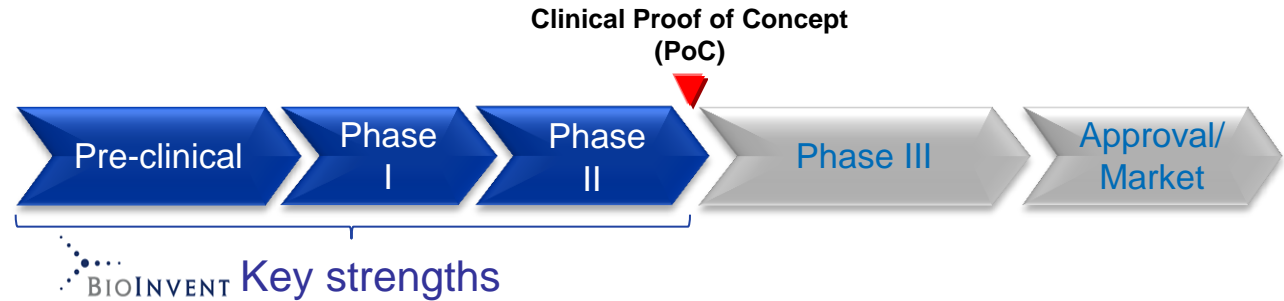 Clinical Proof of Concept
(PoC)
Pre-clinical
Phase
I
Phase
II
Phase III
Approval/
Market
BIOINVENT Key strengths